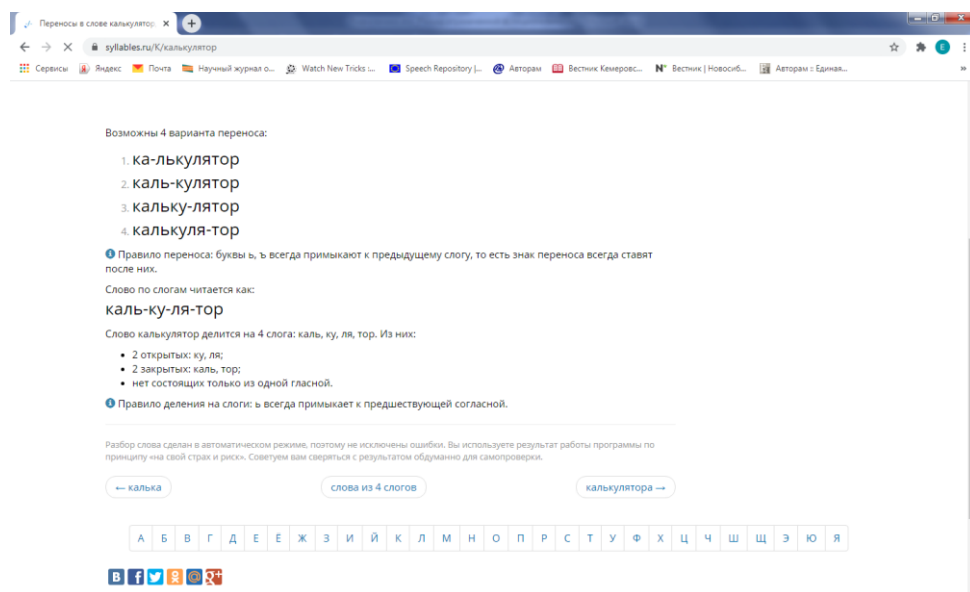 Переносы в слове калькулятор:
syllables.ru/К/калькулятор
Сервисы Яндекс Почта Научный журнал о... Watch New Tricks :... Speech Repository |... Авторам Вестник Кемеровс... Вестник | Новосиб... Авторам :: Единая... »
Возможны 4 варианта переноса:
1. ка-лькулятор
2. каль-кулятор
3. кальку-лятор
4. калькуля-тор
Правило переноса: буквы ь, ъ всегда примыкают к предыдущему слогу, то есть знак переноса всегда ставят
после них.
Слово по слогам читается как:
каль-ку-ля-тор
Слово калькулятор делится на 4 слога: каль, ку, ля, тор. Из них:
• 2 открытых: ку, ля;
• 2 закрытых: каль, тор;
• нет состоящих только из одной гласной.
Правило деления на слоги: ь всегда примыкает к предшествующей согласной.
Разбор слова сделан в автоматическом режиме, поэтому не исключены ошибки. Вы используете результат работы программы по
принципу «на свой страх и риск». Советуем вам сверяться с результатом обдуманно для самопроверки.
← калька
слова из 4 слогов
калькулятора →
А Б В Г Д Е Ё Ж З И Й К Л М Н О П Р С Т У Ф Х Ц Ч Ш Щ Э Ю Я